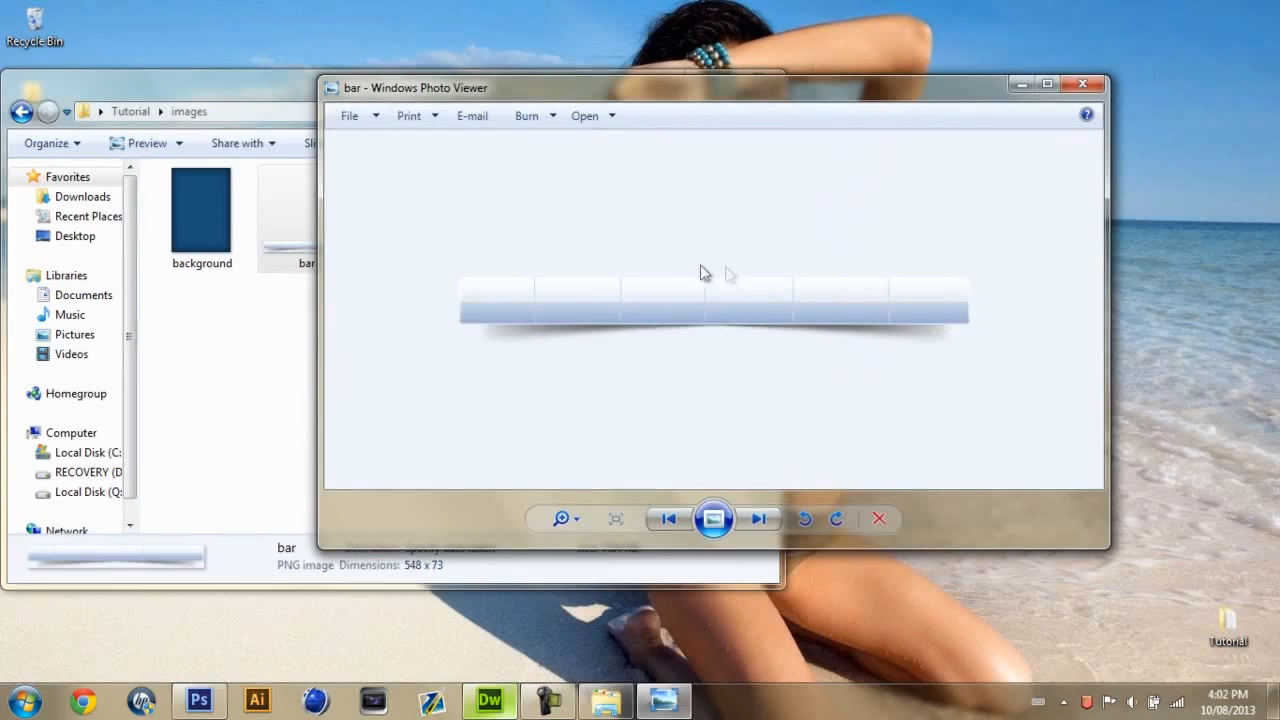 Recycle Bin
Tutorial
images
Organize
Preview
Share with
Favorites
Downloads
Recent Places
Desktop
Libraries
Documents
Music
Pictures
Videos
Homegroup
Computer
Local Disk (C:
RECOVERY (D
Local Disk (Q:
Network
background
bar
bar
PNG image Dimensions: 548 x 73
bar - Windows Photo Viewer
File
Print
E-mail
Burn
Open
Tutorial
Ps
Ai
Dw
4:02 PM
10/08/2013